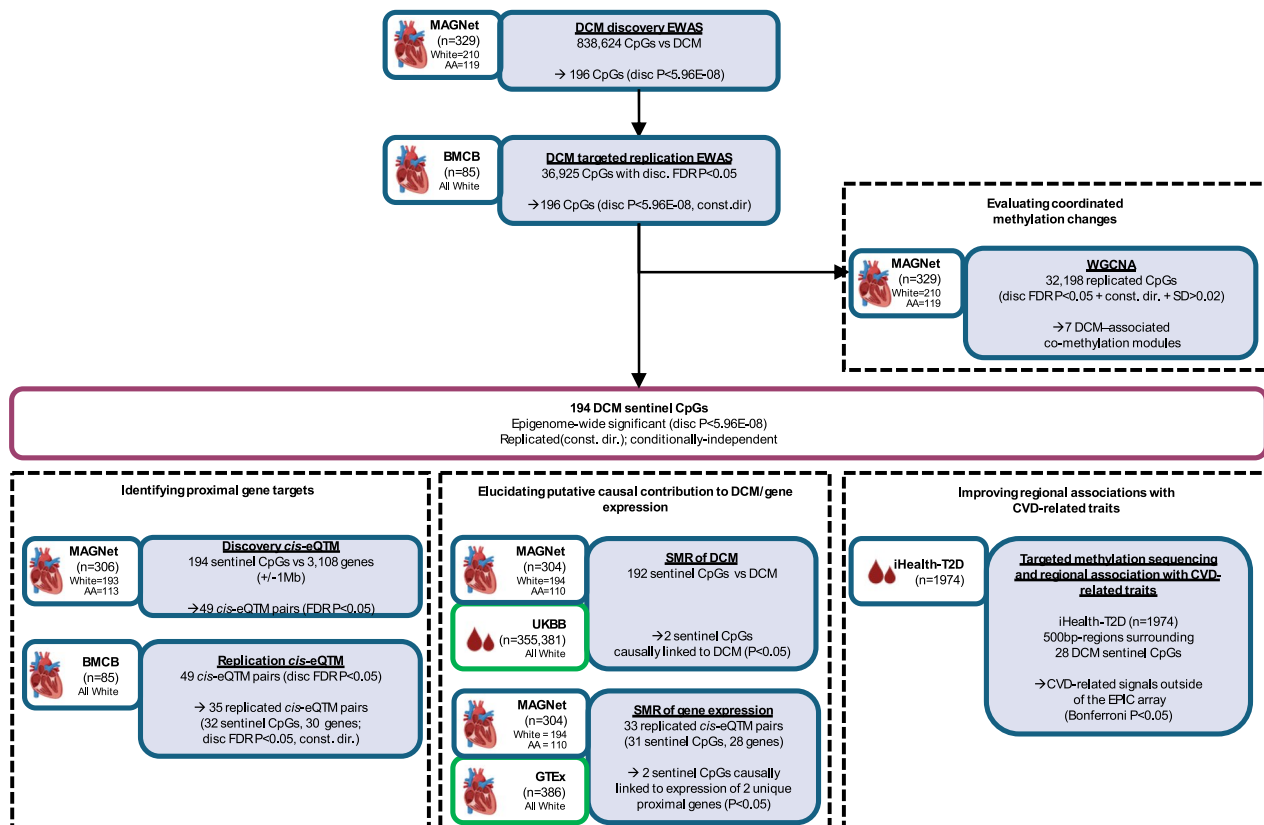 MAGNet
(n=329)
White=210
AA=119
DCM discovery EWAS
838,624 CpGs vs DCM
→ 196 CpGs (disc P<5.96E-08)
BMCB
(n=85)
All White
DCM targeted replication EWAS
36,925 CpGs with disc. FDR P<0.05
→196 CpGs (disc P<5.96E-08, const.dir)
Evaluating coordinated
methylation changes
MAGNet
(n=329)
White=210
AA=119
WGCNA
32,198 replicated CpGs
(disc FDR P<0.05 + const. dir. + SD>0.02)
→7 DCM–associated
co-methylation modules
194 DCM sentinel CpGs
Epigenome-wide significant (disc P<5.96E-08)
Replicated(const. dir.); conditionally-independent
Identifying proximal gene targets
MAGNet
(n=306)
White=193
AA=113
Discovery cis-eQTM
194 sentinel CpGs vs 3,108 genes
(+/-1Mb)
→49 cis-eQTM pairs (FDR P<0.05)
BMCB
(n=85)
All White
Replication cis-eQTM
49 cis-eQTM pairs (disc FDR P<0.05)
→ 35 replicated cis-eQTM pairs
(32 sentinel CpGs, 30 genes;
disc FDR P<0.05, const. dir.)
Elucidating putative causal contribution to DCM/gene
expression
MAGNet
(n=304)
White=194
AA=110
UKBB
(n=355,381)
All White
SMR of DCM
192 sentinel CpGs vs DCM
→2 sentinel CpGs
causally linked to DCM (P<0.05)
MAGNet
(n=304)
White = 194
AA = 110
GTEx
(n=386)
All White
SMR of gene expression
33 replicated cis-eQTM pairs
(31 sentinel CpGs, 28 genes)
→ 2 sentinel CpGs causally
linked to expression of 2 unique
proximal genes (P<0.05)
Improving regional associations with
CVD-related traits
iHealth-T2D
(n=1974)
Targeted methylation sequencing
and regional association with CVD-
related traits
iHealth-T2D (n=1974)
500bp-regions surrounding
28 DCM sentinel CpGs
→CVD-related signals outside
of the EPIC array
(Bonferroni P<0.05)